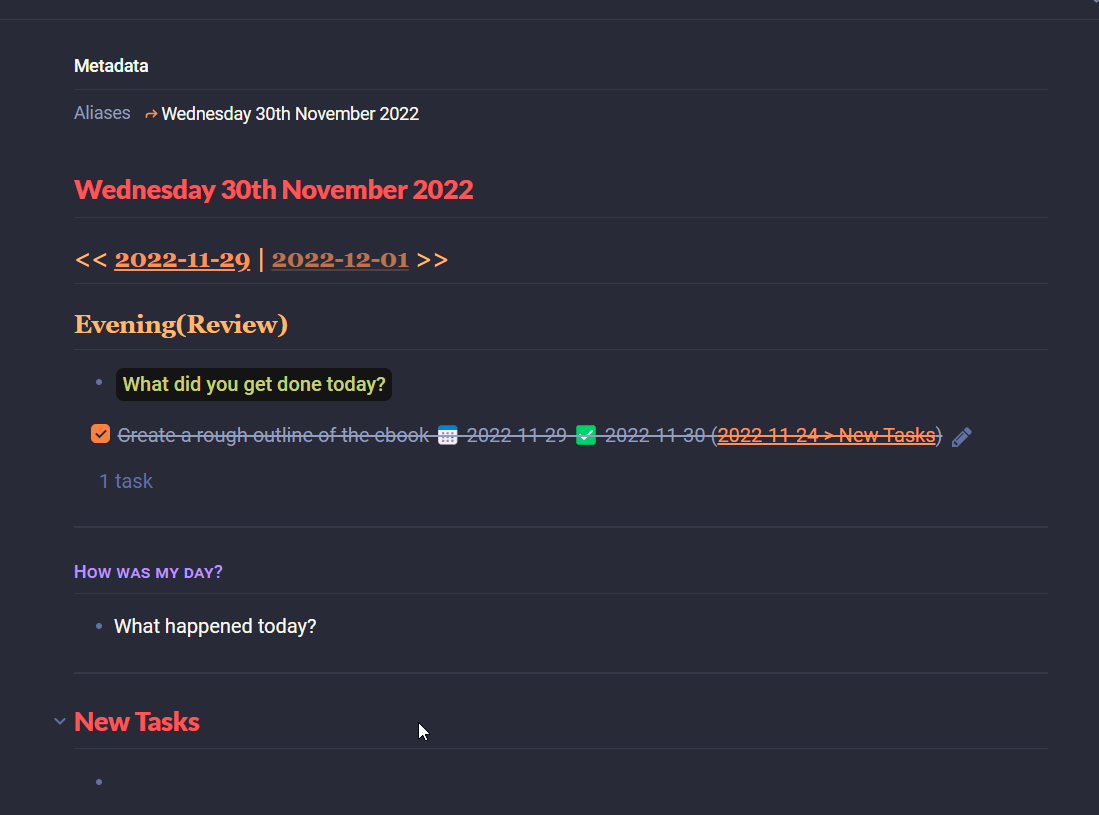 Metadata
Aliases Wednesday 30th November 2022
Wednesday 30th November 2022
<< 2022-11-29 | 2022-12-01 >>
Evening(Review)
What did you get done today?
Create a rough outline of the ebook 📅 2022-11-29 ✅ 2022-11-30 (2022-11-24 > New Tasks)
1 task
How was my day?
What happened today?
New Tasks